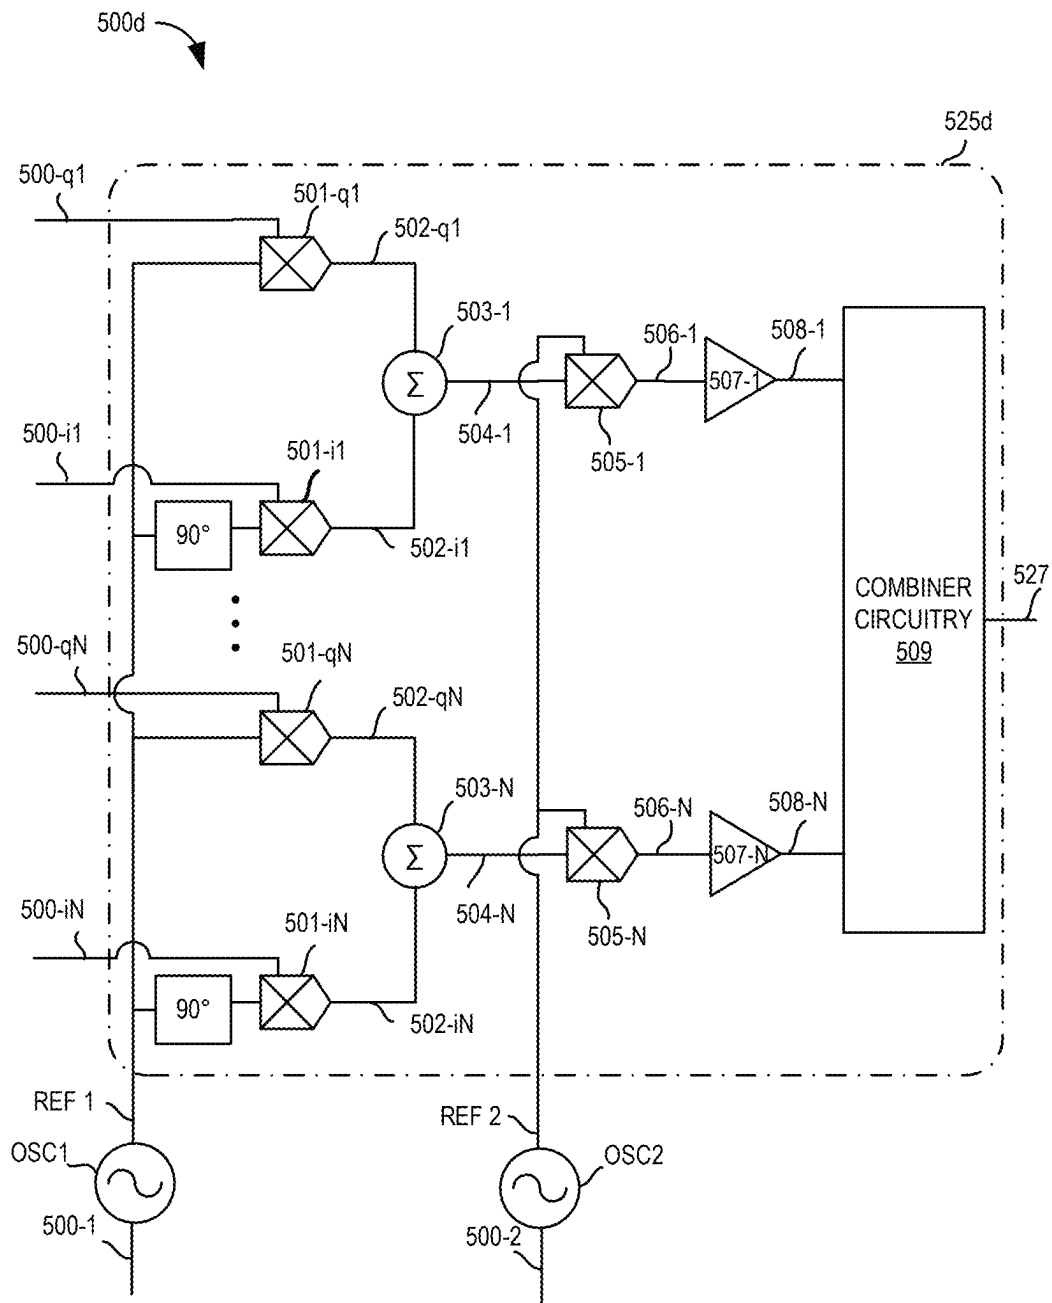 500d
525d
500-q1
501-q1
502-q1
503-1
Σ
504-1
505-1
506-1
507-1
508-1
500-i1
501-i1
90°
502-i1
COMBINER
CIRCUITRY
509
527
500-qN
501-qN
502-qN
503-N
Σ
504-N
505-N
506-N
507-N
508-N
500-iN
501-iN
90°
502-iN
REF 1
OSC1
500-1
REF 2
OSC2
500-2